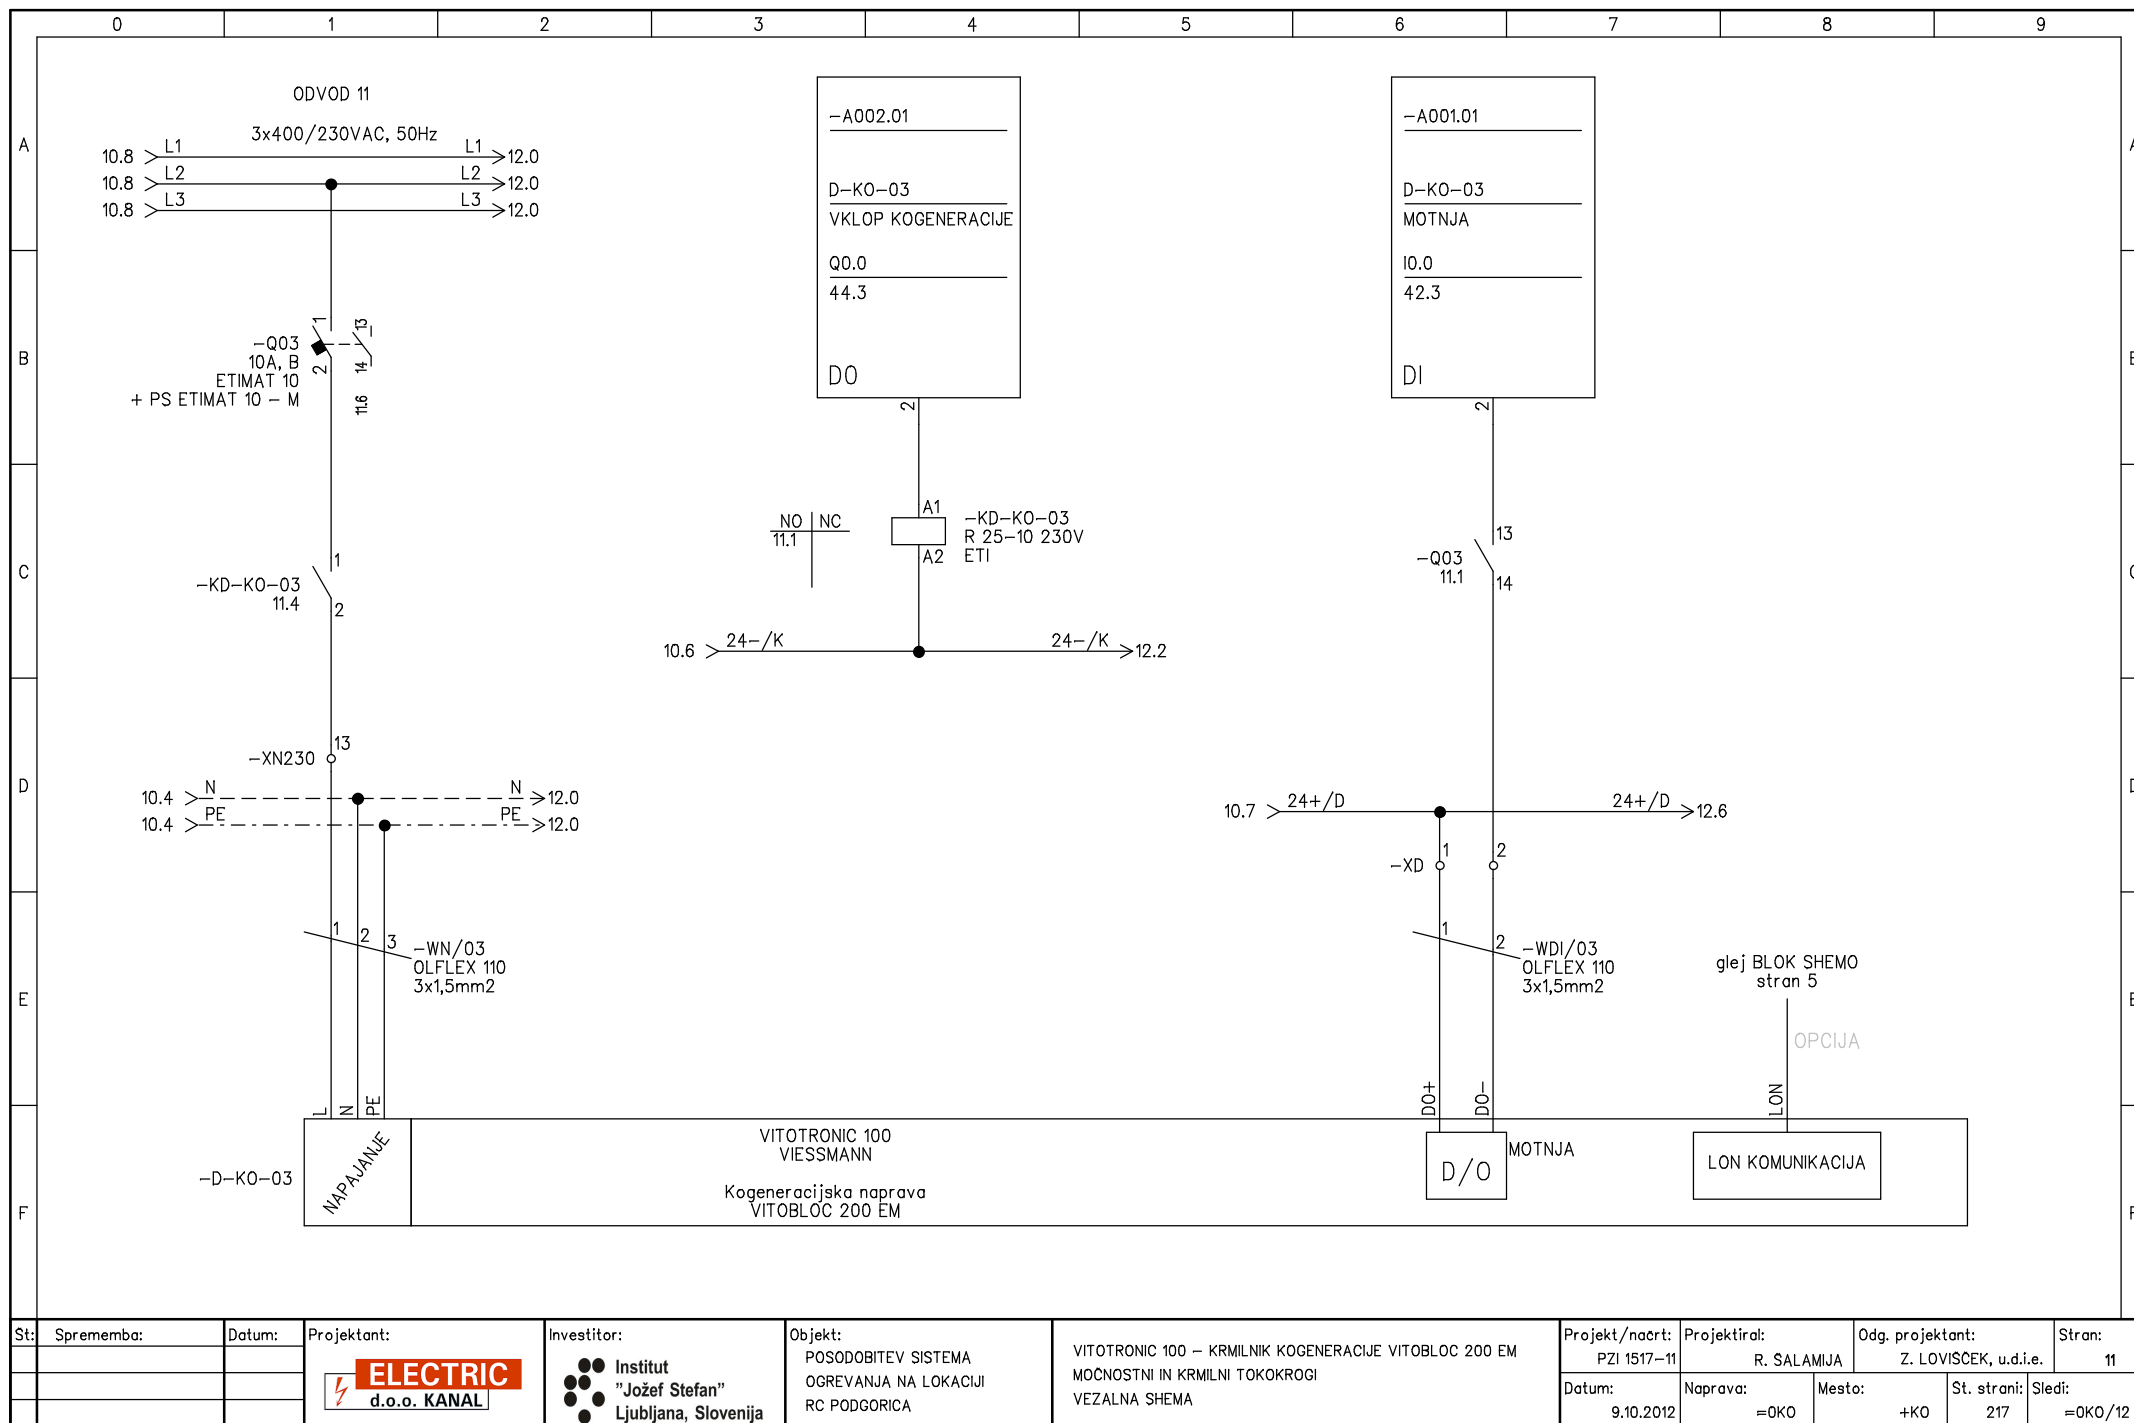 0 1 2 3 4 5 6 7 8 9
A
B
C
D
E
F
ODVOD 11
3x400/230VAC, 50Hz
10.8 L1 L1 12.0
10.8 L2 L2 12.0
10.8 L3 L3 12.0
1
2
13
14
11.6
-Q03
10A, B
ETIMAT 10
+ PS ETIMAT 10 - M
1
-KD-KO-03
11.4
2
13
-XN230
10.4 N N 12.0
10.4 PE PE 12.0
1 2 3
-WN/03
OLFLEX 110
3x1,5mm2
L N PE
-D-KO-03
NAPAJANJE
-A002.01
D-KO-03
VKLOP KOGENERACIJE
Q0.0
44.3
DO
2
NO NC
11.1
A1
A2
-KD-KO-03
R 25-10 230V
ETI
10.6 24-/K 24-/K 12.2
-A001.01
D-KO-03
MOTNJA
I0.0
42.3
DI
2
13
-Q03
11.1
14
10.7 24+/D 24+/D 12.6
-XD 1 2
1 2
-WDI/03
OLFLEX 110
3x1,5mm2
glej BLOK SHEMO
stran 5
OPCIJA
DO+ DO- LON
VITOTRONIC 100
VIESSMANN
Kogeneracijska naprava
VITOBLOC 200 EM
D/O
MOTNJA
LON KOMUNIKACIJA
Št: Sprememba: Datum:
Projektant:
ELECTRIC
d.o.o. KANAL
Investitor:
Institut
"Jožef Stefan"
Ljubljana, Slovenija
Objekt:
POSODOBITEV SISTEMA
OGREVANJA NA LOKACIJI
RC PODGORICA
VITOTRONIC 100 - KRMILNIK KOGENERACIJE VITOBLOC 200 EM
MOČNOSTNI IN KRMILNI TOKOKROGI
VEZALNA SHEMA
Projekt/načrt:
PZI 1517-11
Projektiral:
R. ŠALAMIJA
Odg. projektant:
Z. LOVIŠČEK, u.d.i.e.
Stran:
11
Datum:
9.10.2012
Naprava:
=0KO
Mesto:
+KO
Št. strani:
217
Sledi:
=0KO/12